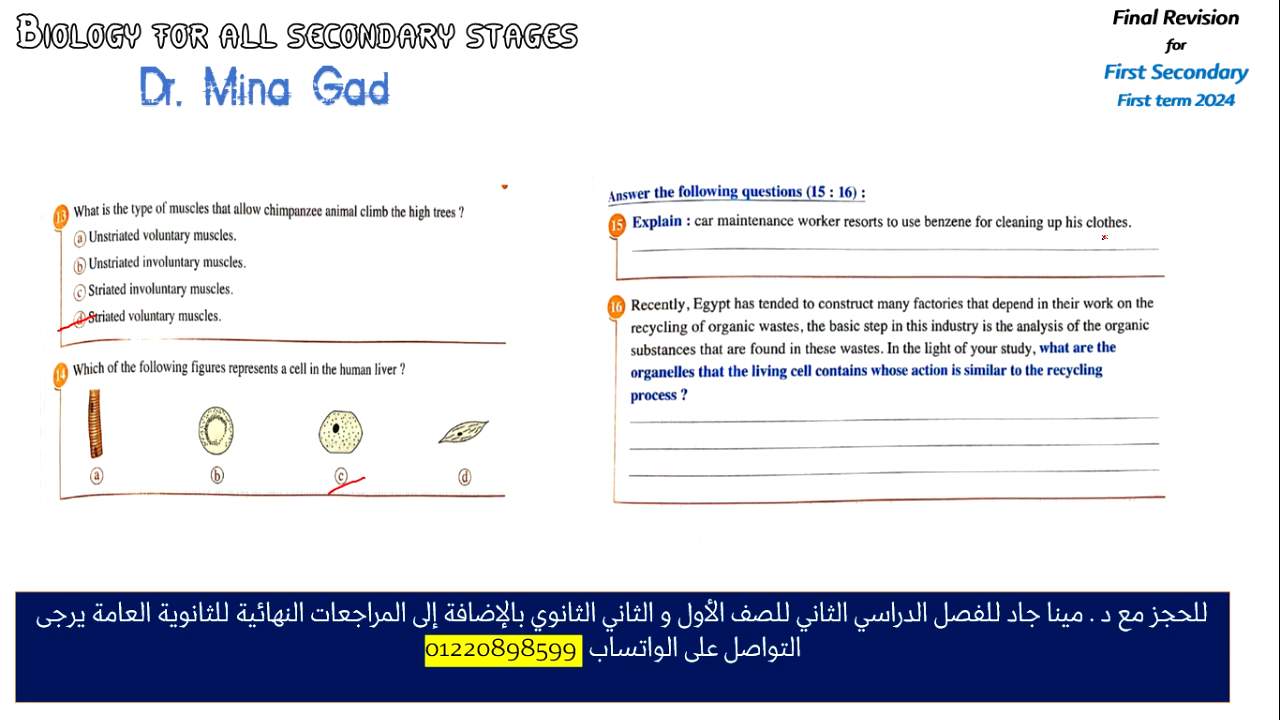 BIOLOGY FOR ALL SECONDARY STAGES
Dr. Mina Gad
Final Revision
for
First Secondary
First term 2024
13 What is the type of muscles that allow chimpanzee animal climb the high trees ?
a Unstriated voluntary muscles.
b Unstriated involuntary muscles.
c Striated involuntary muscles.
d Striated voluntary muscles.
14 Which of the following figures represents a cell in the human liver ?
a b c d
Answer the following questions (15 : 16) :
15 Explain : car maintenance worker resorts to use benzene for cleaning up his clothes.
16 Recently, Egypt has tended to construct many factories that depend in their work on the
recycling of organic wastes, the basic step in this industry is the analysis of the organic
substances that are found in these wastes. In the light of your study, what are the
organelles that the living cell contains whose action is similar to the recycling
process ?
للحجز مع د . مينا جاد للفصل الدراسي الثاني للصف الأول و الثاني الثانوي بالإضافة إلى المراجعات النهائية للثانوية العامة يرجى
التواصل على الواتساب 01220898599